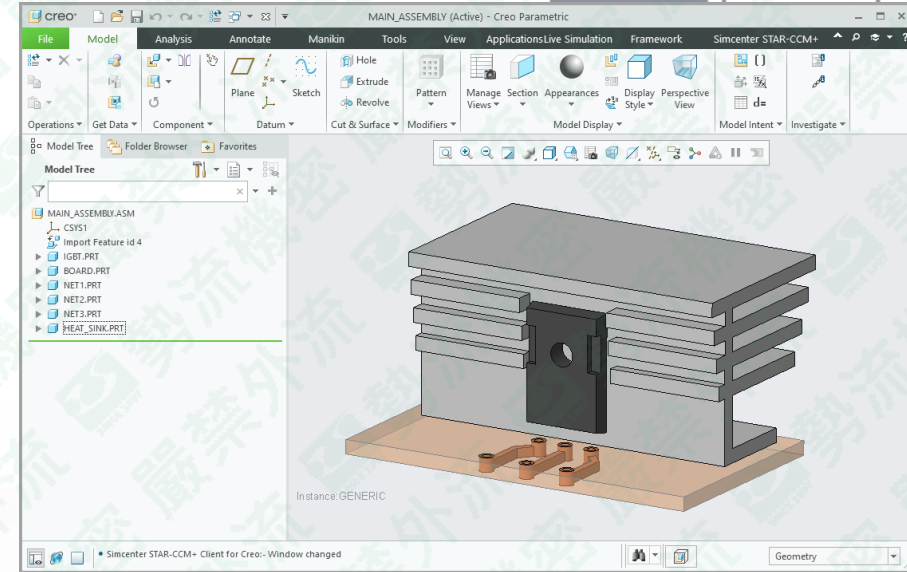 creo
MAIN_ASSEMBLY (Active) - Creo Parametric
File Model Analysis Annotate Manikin Tools View Applications Live Simulation Framework Simcenter STAR-CCM+
Hole
Extrude
Revolve
Plane
Sketch
Pattern
Manage Views
Section
Appearances
Display Style
Perspective View
d=
Operations Get Data Component Datum Cut & Surface Modifiers Model Display Model Intent Investigate
Model Tree Folder Browser Favorites
Model Tree
MAIN_ASSEMBLY.ASM
CSYS1
Import Feature id 4
IGBT.PRT
BOARD.PRT
NET1.PRT
NET2.PRT
NET3.PRT
HEAT_SINK.PRT
Instance:GENERIC
• Simcenter STAR-CCM+ Client for Creo:- Window changed
Geometry